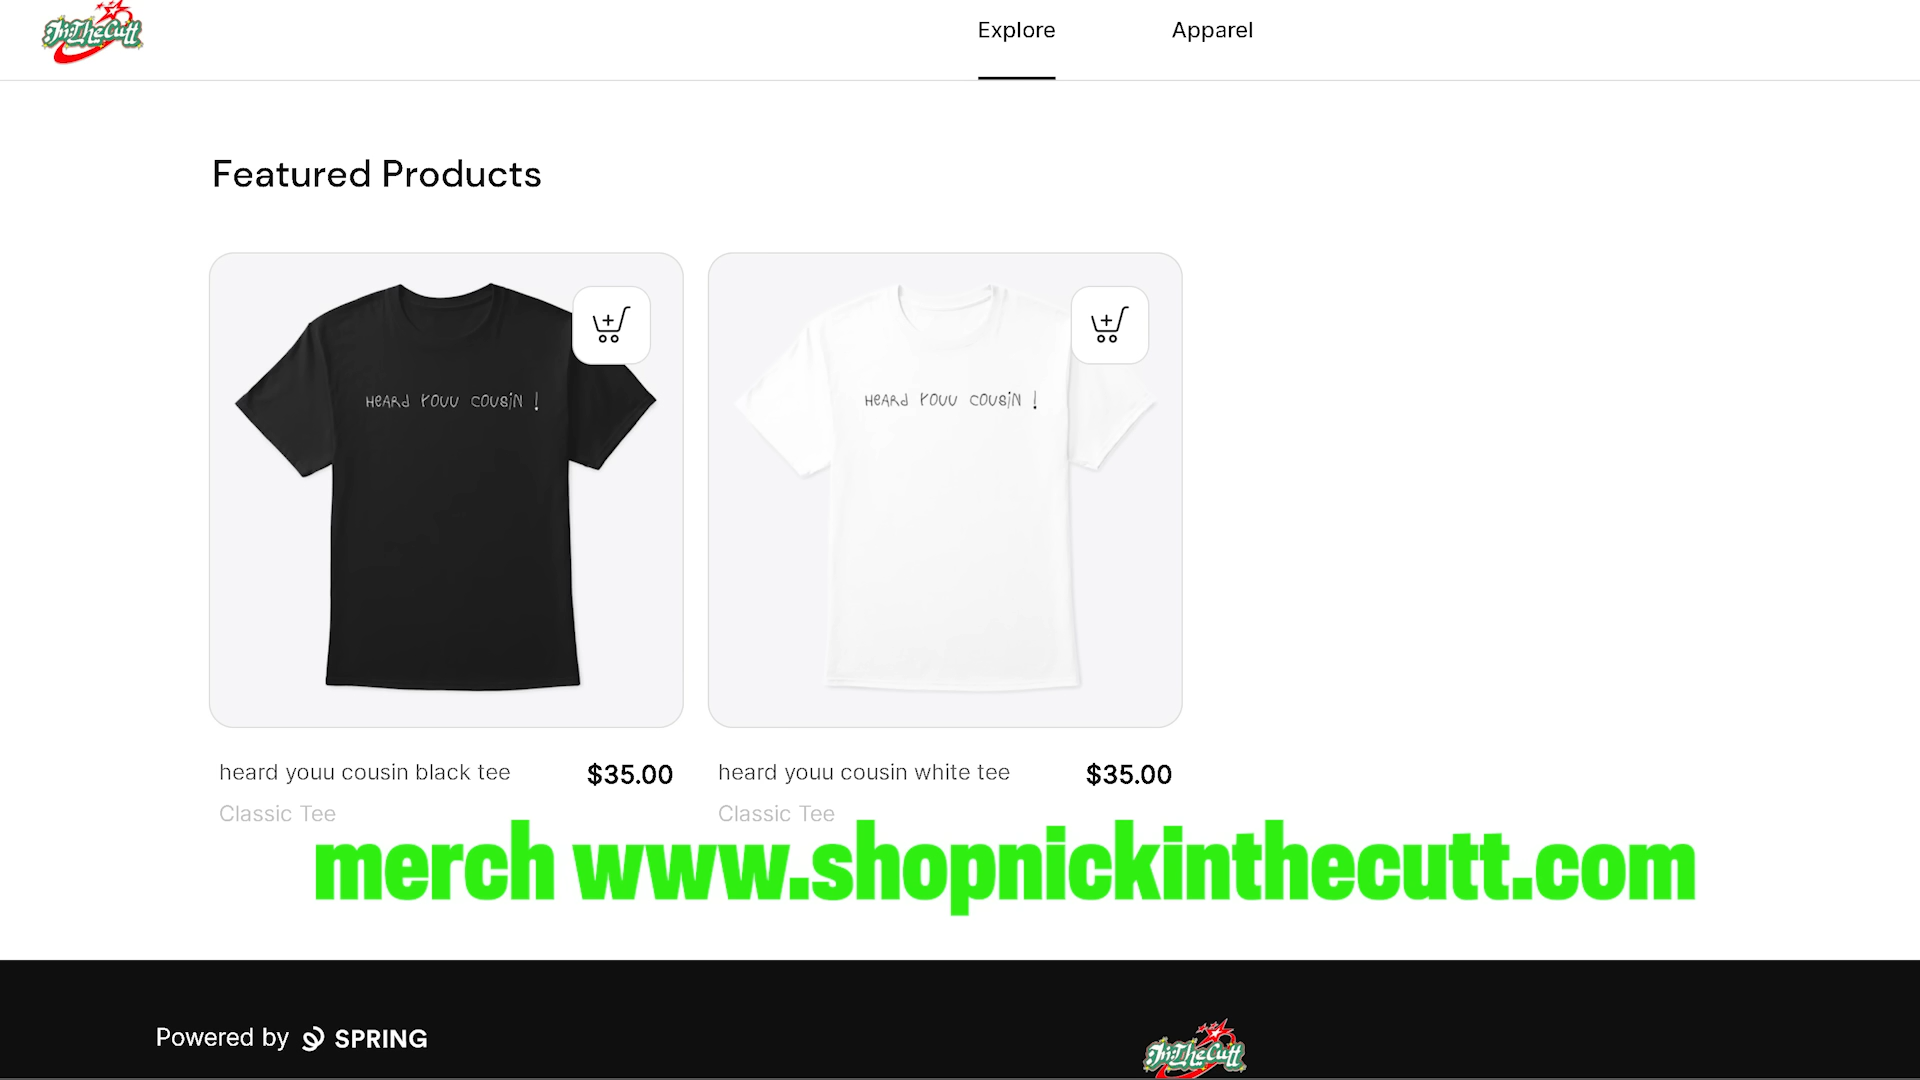 InTheCutt
Explore
Apparel
Featured Products
HEARd YOUU COUSiN !
HEARd YOUU COUSiN !
heard youu cousin black tee
$35.00
heard youu cousin white tee
$35.00
Classic Tee
Classic Tee
merch www.shopnickinthecutt.com
Powered by SPRING
InTheCutt